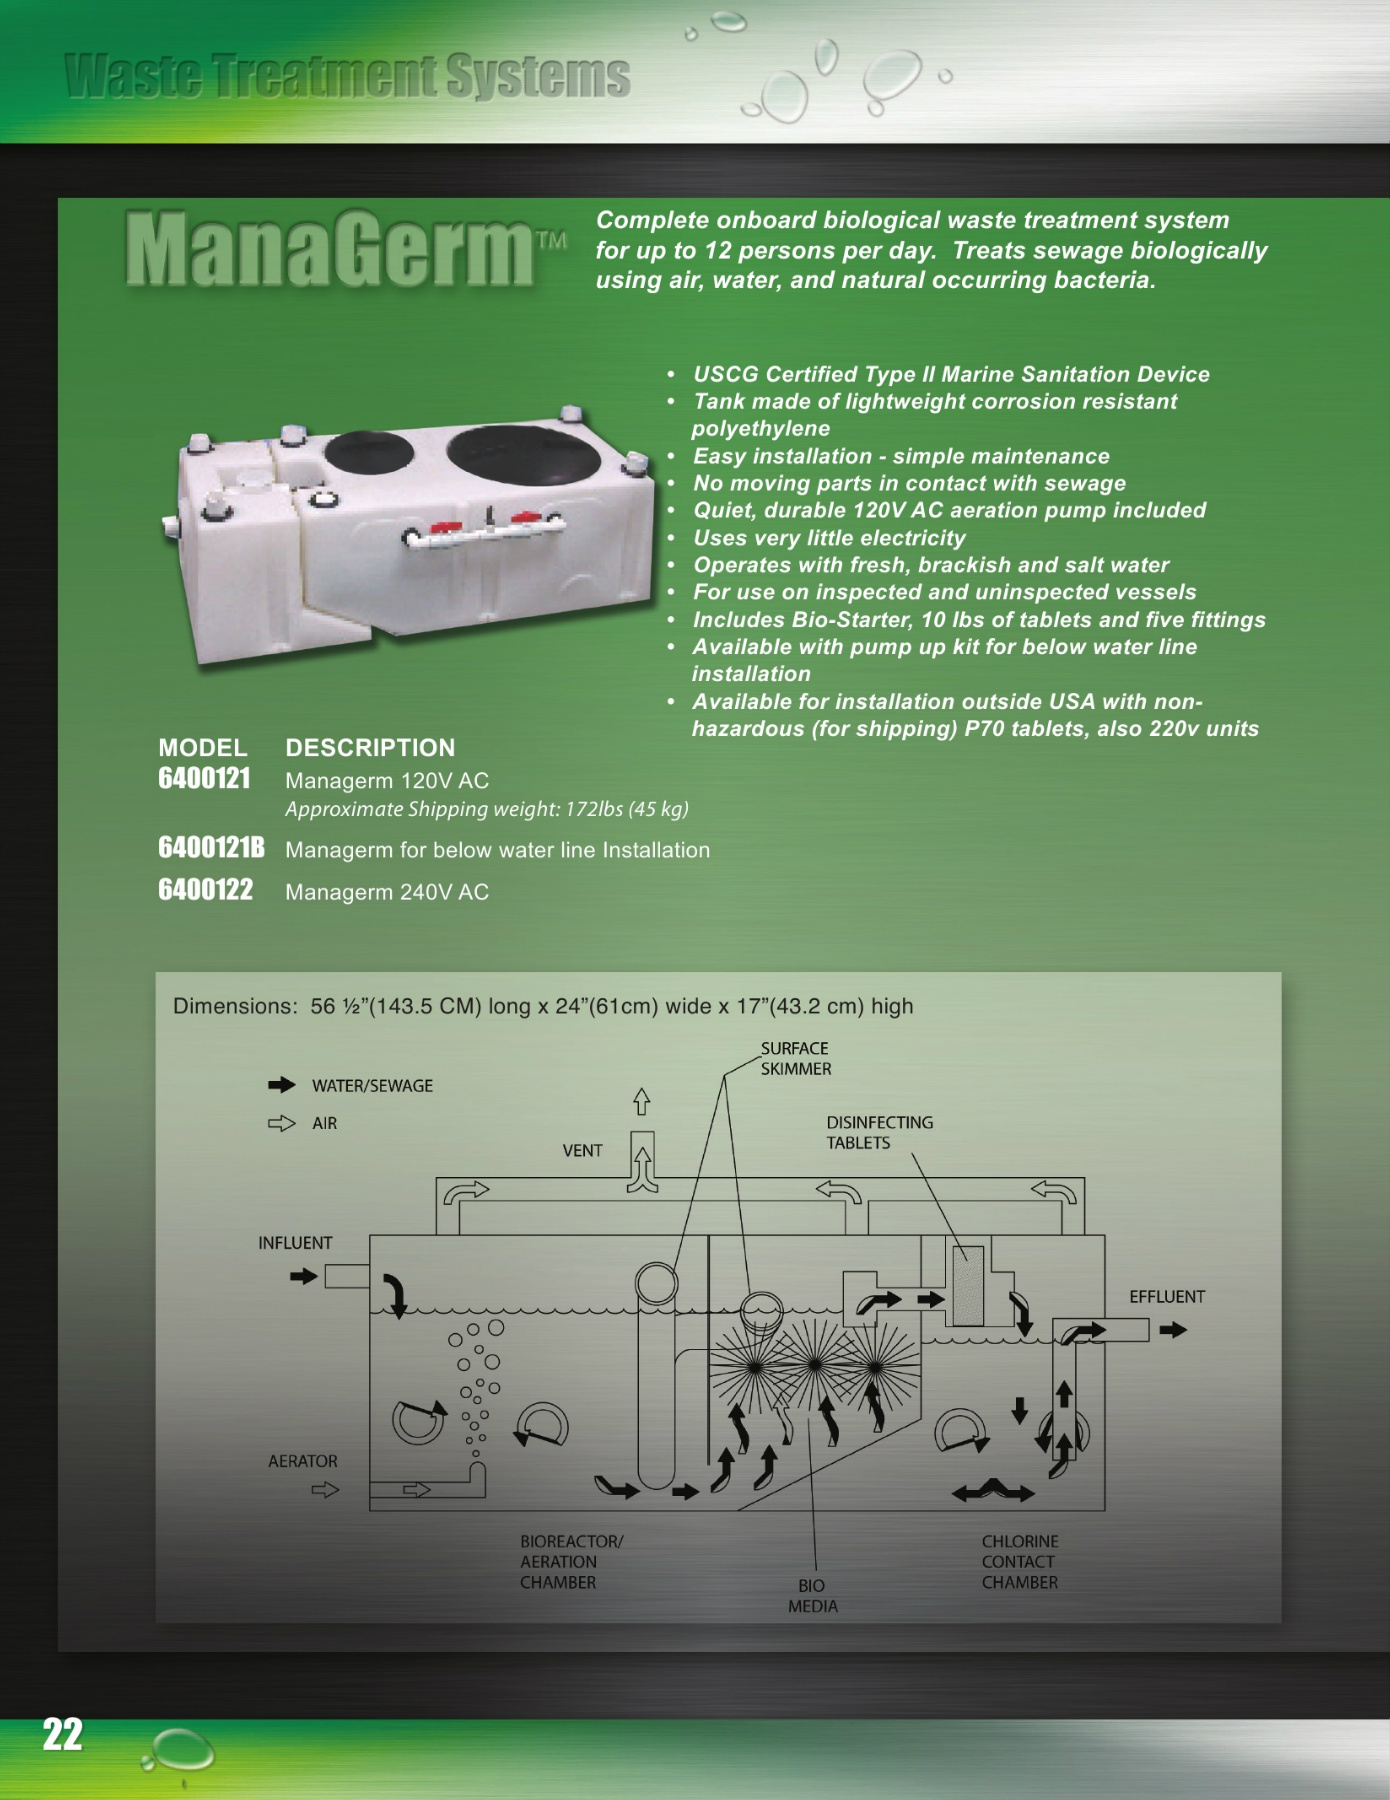 Waste Treatment Systems
ManaGerm™
Complete onboard biological waste treatment system
for up to 12 persons per day.  Treats sewage biologically
using air, water, and natural occurring bacteria.
• USCG Certified Type II Marine Sanitation Device
• Tank made of lightweight corrosion resistant
polyethylene
• Easy installation - simple maintenance
• No moving parts in contact with sewage
• Quiet, durable 120V AC aeration pump included
• Uses very little electricity
• Operates with fresh, brackish and salt water
• For use on inspected and uninspected vessels
• Includes Bio-Starter, 10 lbs of tablets and five fittings
• Available with pump up kit for below water line
installation
• Available for installation outside USA with non-
hazardous (for shipping) P70 tablets, also 220v units
MODEL DESCRIPTION
6400121 Managerm 120V AC
Approximate Shipping weight: 172lbs (45 kg)
6400121B Managerm for below water line Installation
6400122 Managerm 240V AC
Dimensions:  56 ½”(143.5 CM) long x 24”(61cm) wide x 17”(43.2 cm) high
SURFACE
SKIMMER
WATER/SEWAGE
AIR
DISINFECTING
TABLETS
VENT
INFLUENT
EFFLUENT
AERATOR
BIOREACTOR/
AERATION
CHAMBER
BIO
MEDIA
CHLORINE
CONTACT
CHAMBER
22